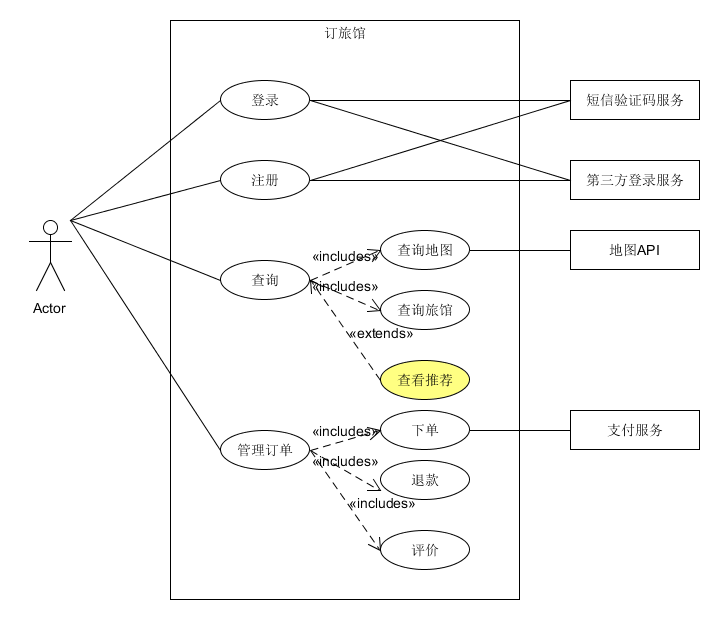 订旅馆
登录
短信验证码服务
注册
第三方登录服务
Actor
查询
«includes»
查询地图
地图API
«includes»
查询旅馆
«extends»
查看推荐
管理订单
«includes»
下单
支付服务
«includes»
退款
«includes»
评价